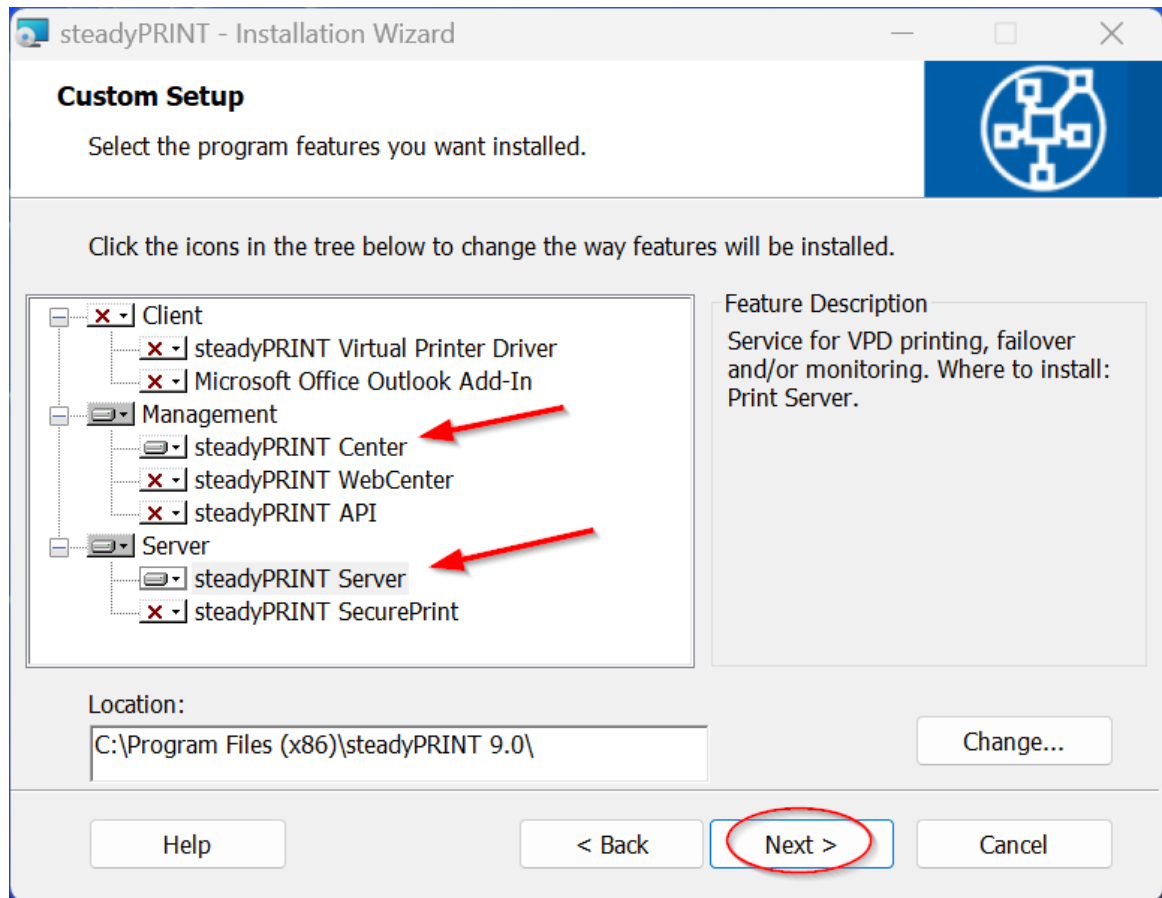 steadyPRINT - Installation Wizard
Custom Setup
Select the program features you want installed.
Click the icons in the tree below to change the way features will be installed.
Client
steadyPRINT Virtual Printer Driver
Microsoft Office Outlook Add-In
Management
steadyPRINT Center
steadyPRINT WebCenter
steadyPRINT API
Server
steadyPRINT Server
steadyPRINT SecurePrint
Feature Description
Service for VPD printing, failover
and/or monitoring. Where to install:
Print Server.
Location:
C:\Program Files (x86)\steadyPRINT 9.0\
Change...
Help
< Back
Next >
Cancel